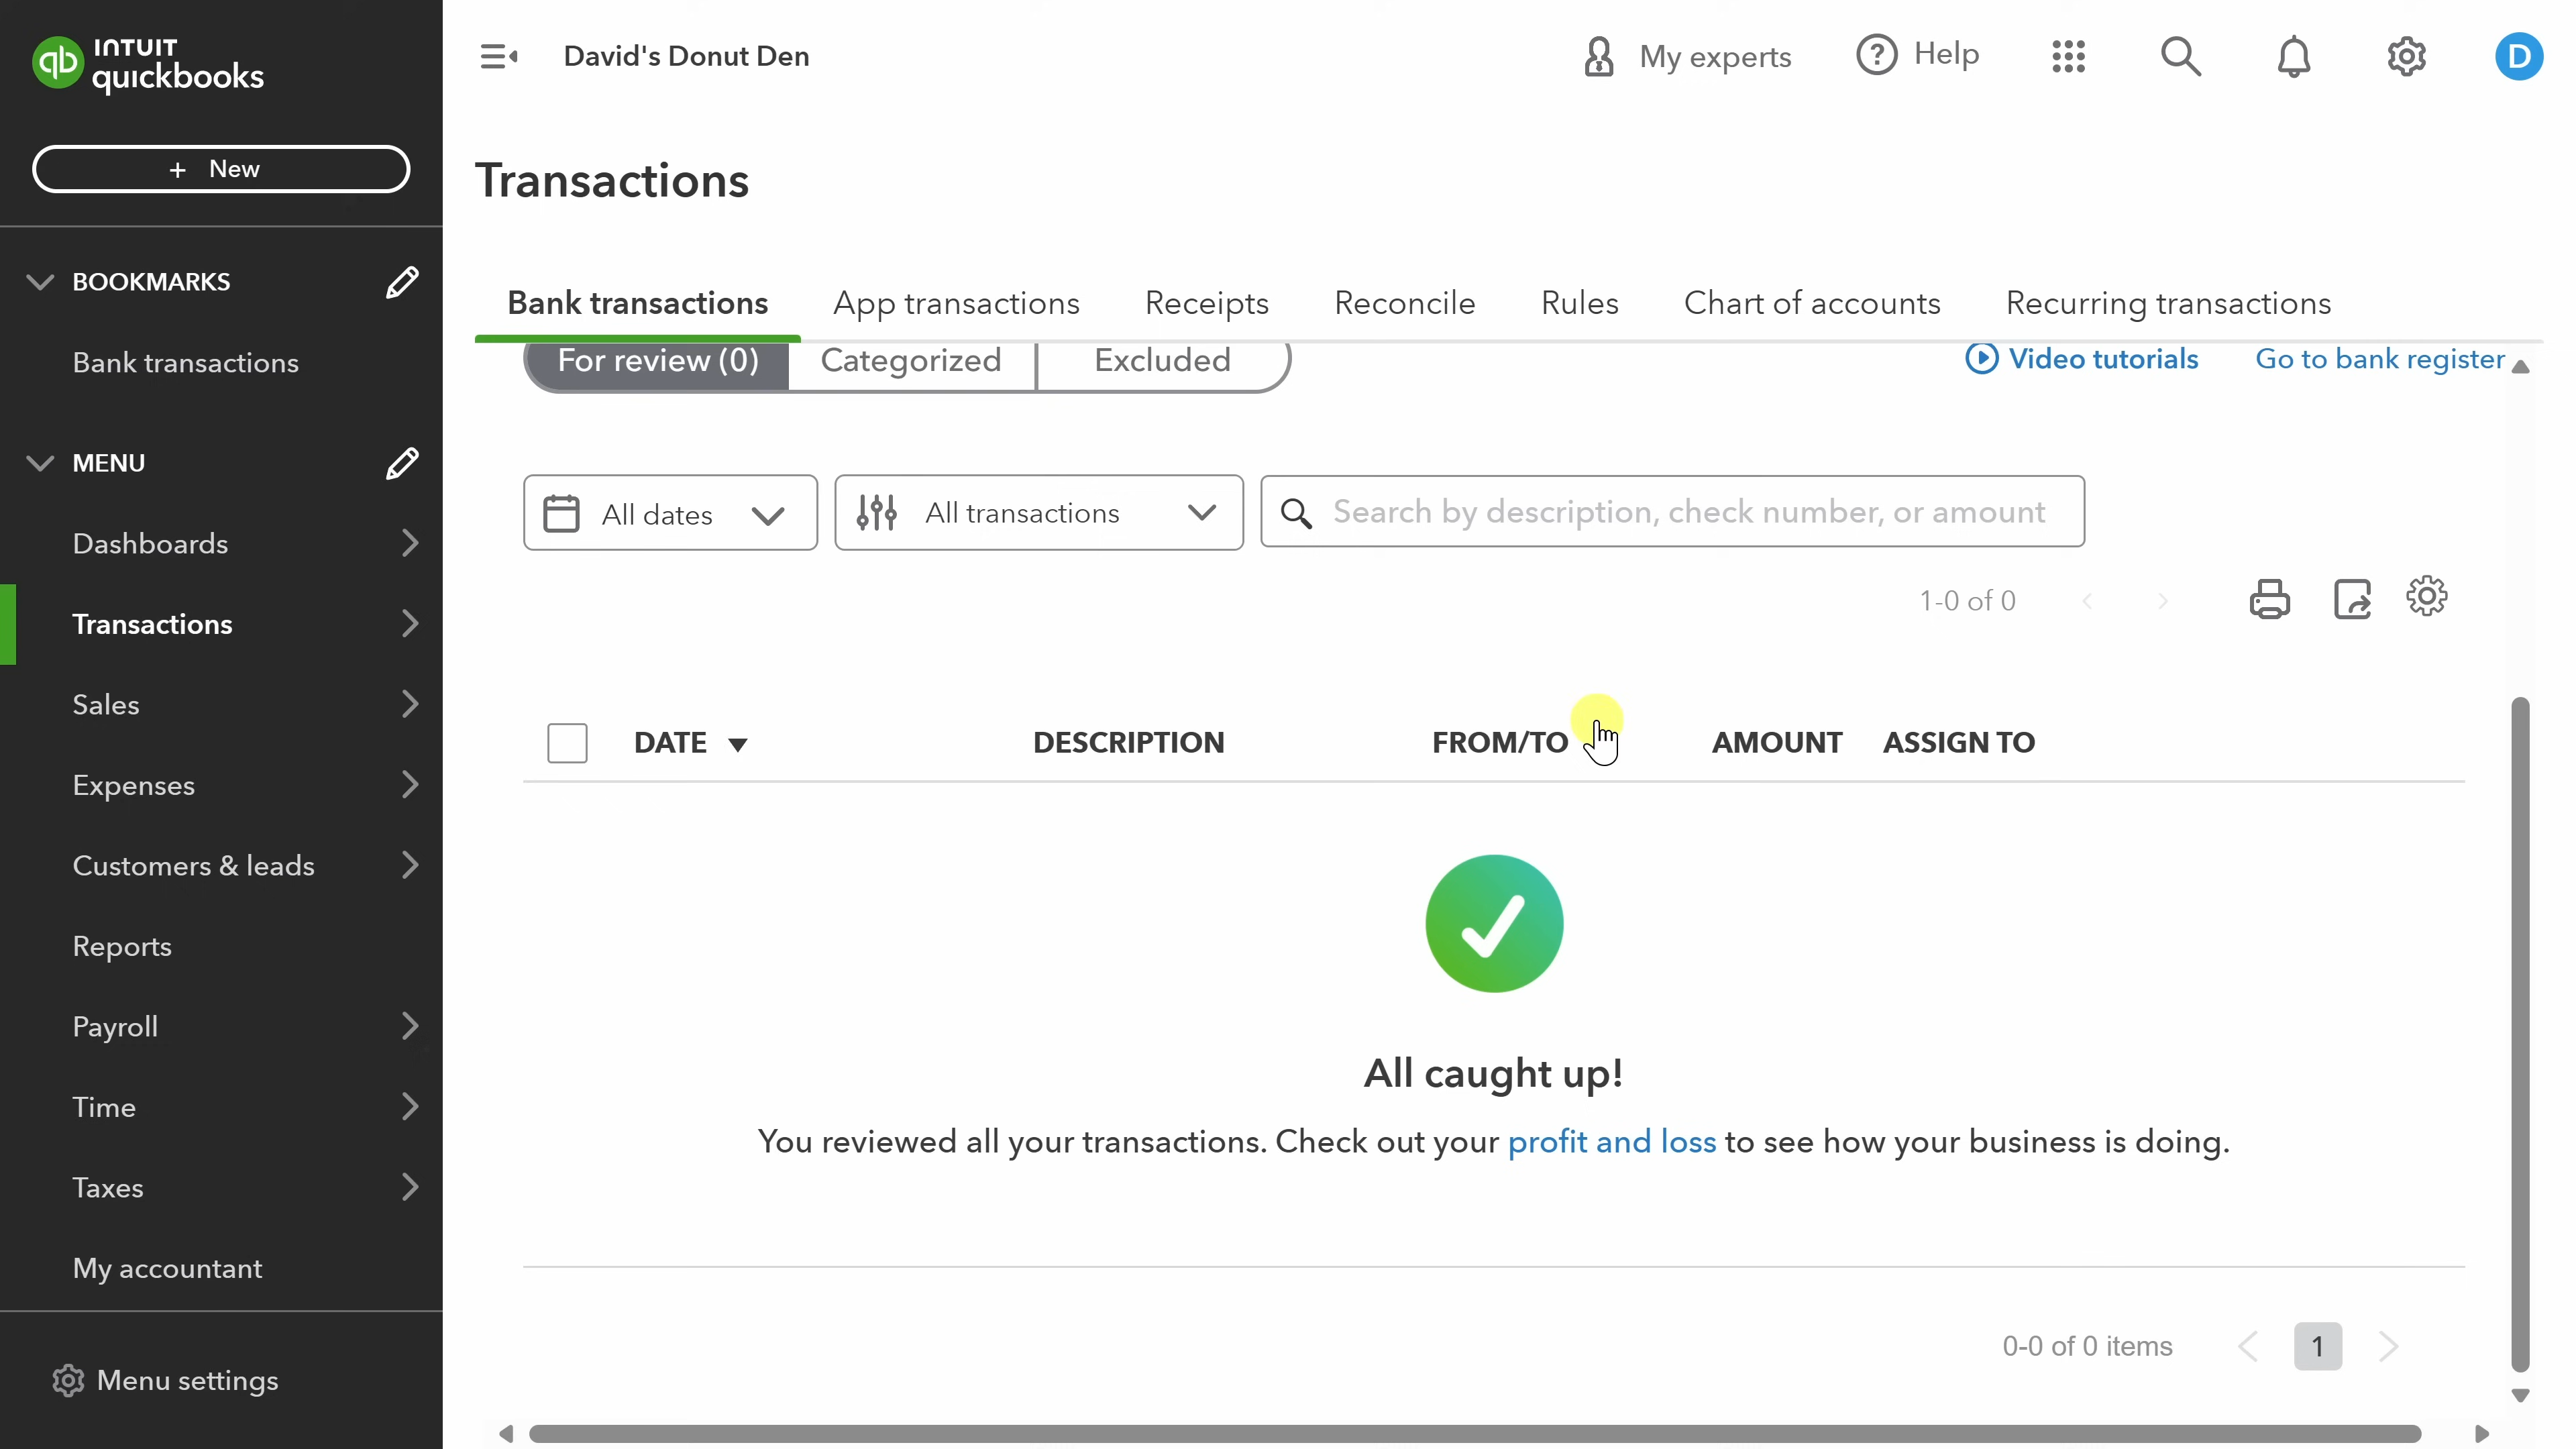 INTUIT
quickbooks
David's Donut Den
My experts
Help
D
+ New
Transactions
BOOKMARKS
Bank transactions
MENU
Dashboards
Transactions
Sales
Expenses
Customers & leads
Reports
Payroll
Time
Taxes
My accountant
Menu settings
Bank transactions App transactions Receipts Reconcile Rules Chart of accounts Recurring transactions
For review (0) Categorized Excluded Video tutorials Go to bank register
All dates All transactions Search by description, check number, or amount
1-0 of 0
DATE DESCRIPTION FROM/TO AMOUNT ASSIGN TO
All caught up!
You reviewed all your transactions. Check out your profit and loss to see how your business is doing.
0-0 of 0 items 1